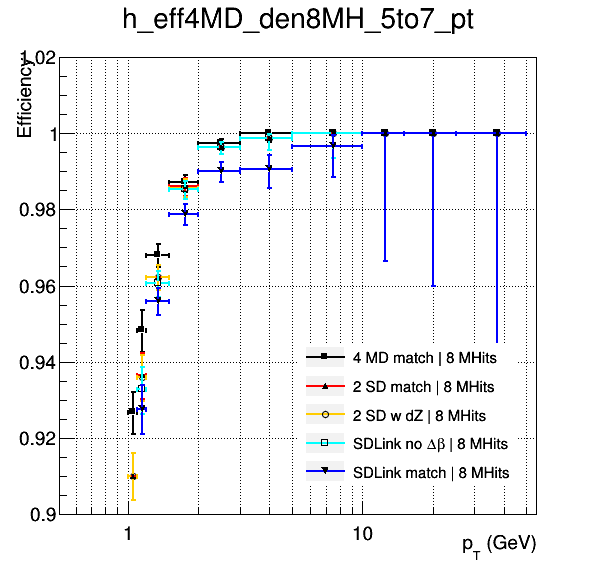 h_eff4MD_den8MH_5to7_pt
Efficiency
1.02
1
0.98
0.96
0.94
0.92
0.9
4 MD match | 8 MHits
2 SD match | 8 MHits
2 SD w dZ | 8 MHits
SDLink no Δβ | 8 MHits
SDLink match | 8 MHits
1
10
p_T (GeV)